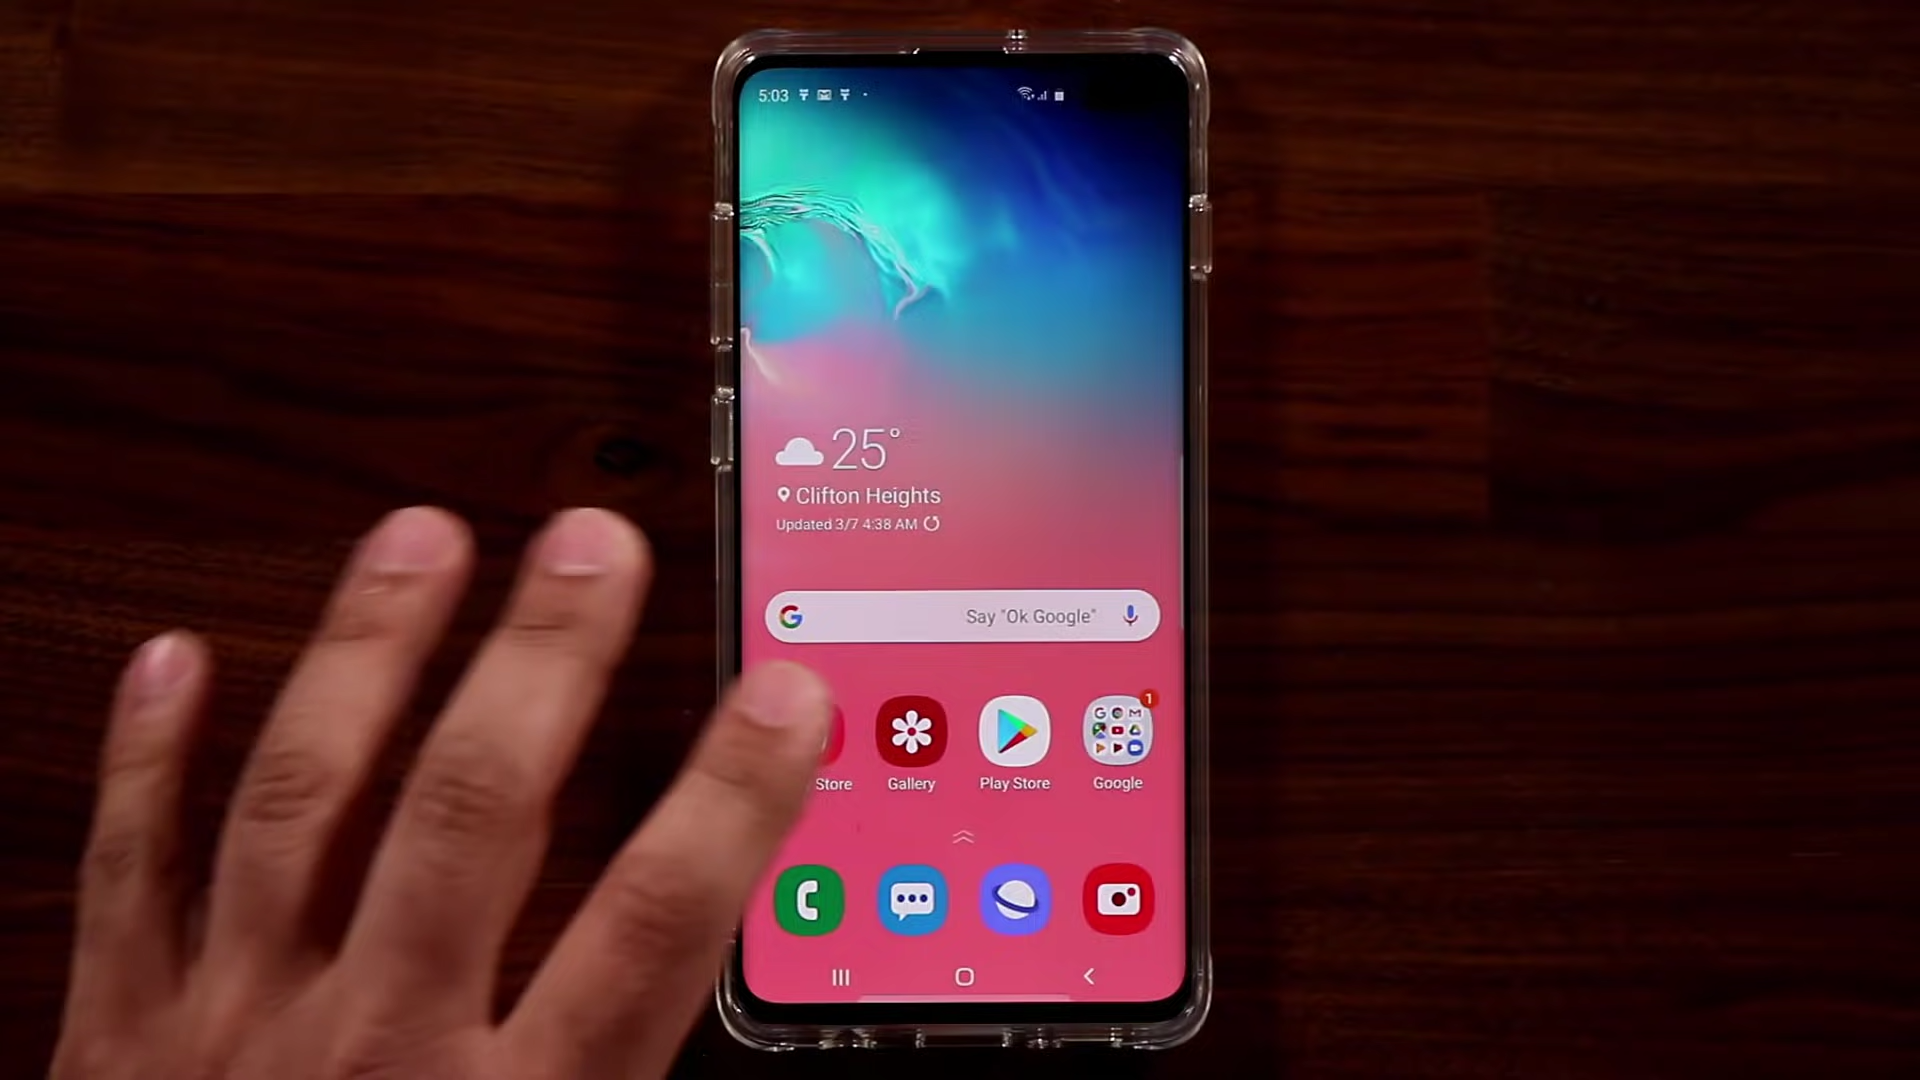 5:03
25°
Clifton Heights
Updated 3/7 4:38 AM
Say "Ok Google"
1
Store
Gallery
Play Store
Google